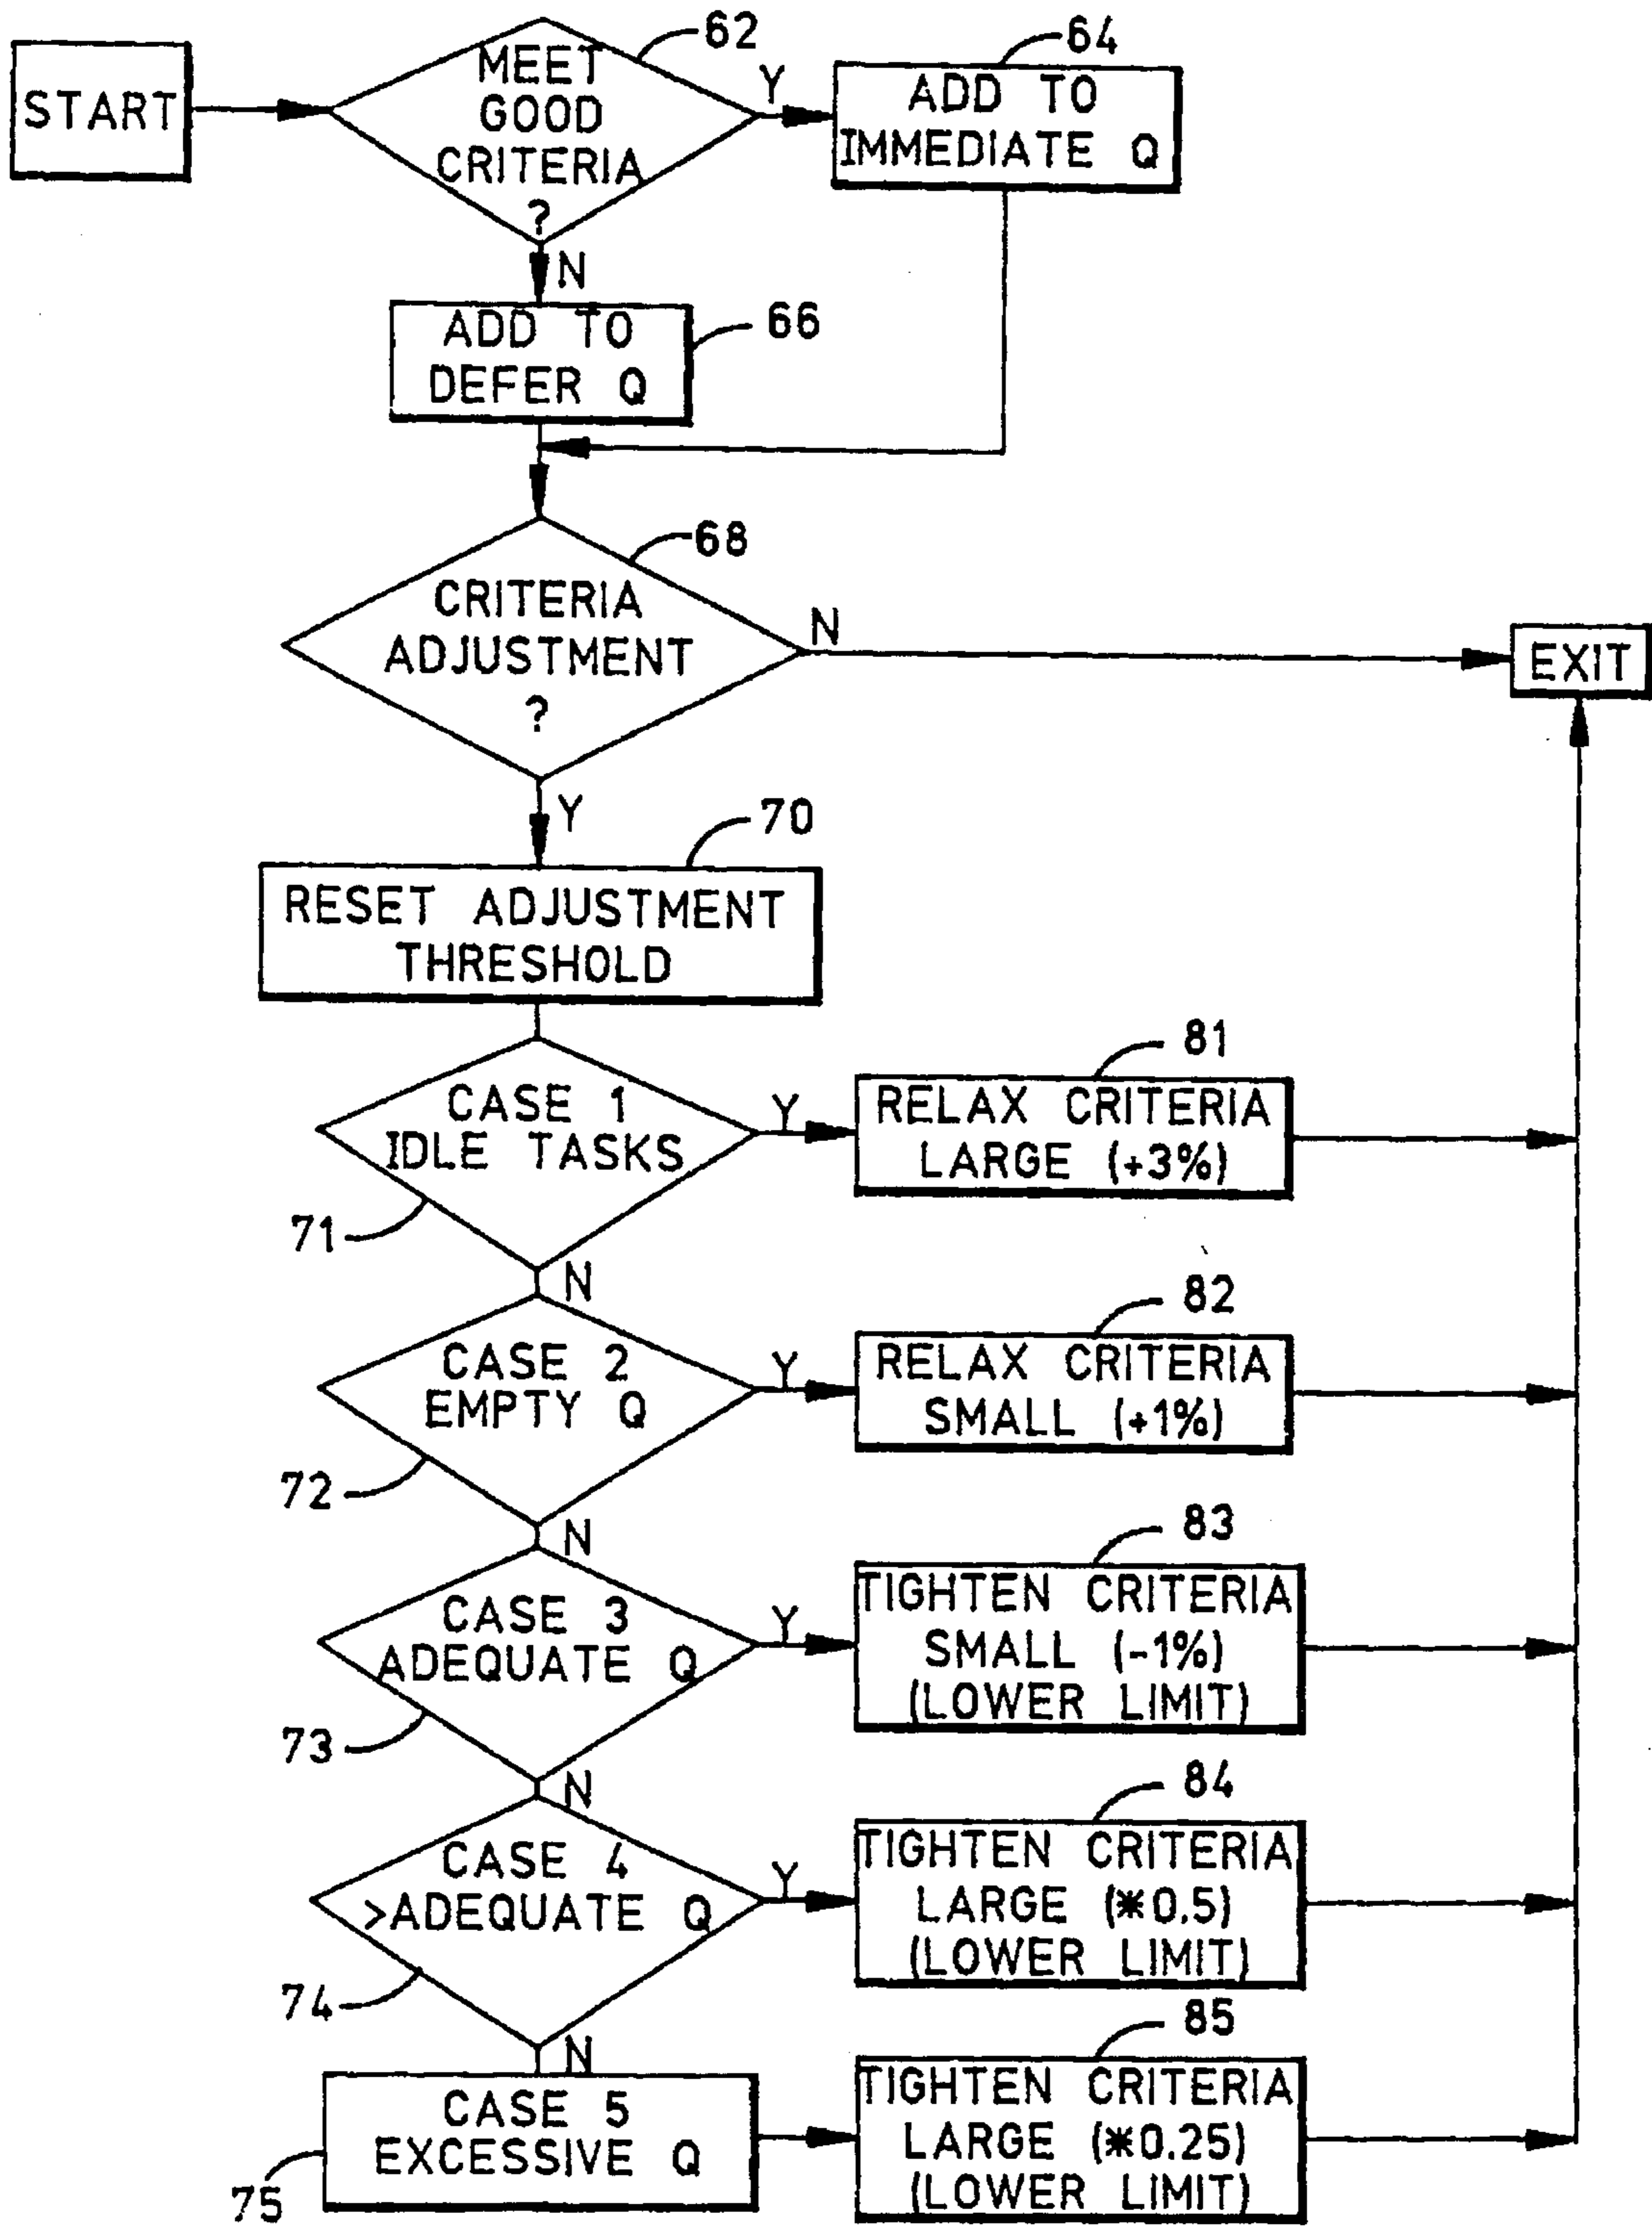 START
MEET
GOOD
CRITERIA
?
62
Y
64
ADD TO
IMMEDIATE Q
N
ADD TO
DEFER Q
66
68
CRITERIA
ADJUSTMENT
?
N
EXIT
Y
70
RESET ADJUSTMENT
THRESHOLD
CASE 1
IDLE TASKS
71
Y
81
RELAX CRITERIA
LARGE (+3%)
N
CASE 2
EMPTY Q
72
Y
82
RELAX CRITERIA
SMALL (+1%)
N
CASE 3
ADEQUATE Q
73
Y
83
TIGHTEN CRITERIA
SMALL (-1%)
(LOWER LIMIT)
N
CASE 4
>ADEQUATE Q
74
Y
84
TIGHTEN CRITERIA
LARGE (*0.5)
(LOWER LIMIT)
N
CASE 5
EXCESSIVE Q
75
85
TIGHTEN CRITERIA
LARGE (*0.25)
(LOWER LIMIT)